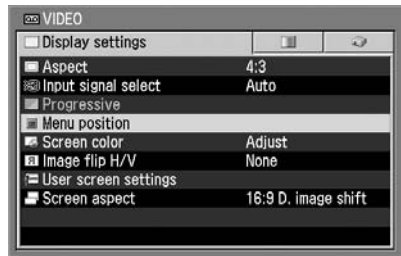 VIDEO
Display settings
Aspect 4:3
Input signal select Auto
Progressive
Menu position
Screen color Adjust
Image flip H/V None
User screen settings
Screen aspect 16:9 D. image shift